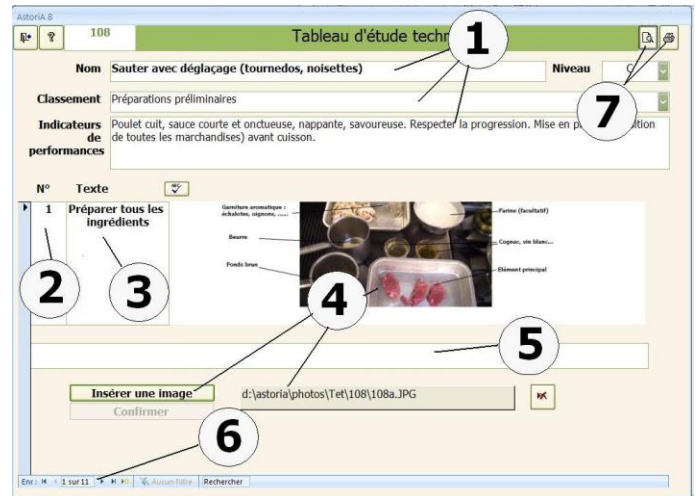 AstoriA 8
108
Tableau d'étude techn
1
Nom Sauter avec déglaçage (tournedos, noisettes) Niveau C
Classement Préparations préliminaires
7
Indicateurs de performances
Poulet cuit, sauce courte et onctueuse, nappante, savoureuse. Respecter la progression. Mise en p
de toutes les marchandises) avant cuisson.
N° Texte
1 Préparer tous les
ingrédients
Garniture aromatique :
échalotes, oignons, ......
Farine (facultatif)
Beurre
Cognac, vin blanc...
Fonds brun
Elément principal
2
3
4
5
Insérer une image
d:\astoria\photos\Tet\108\108a.JPG
Confirmer
6
Enr : 1 sur 11 Aucun filtre Rechercher